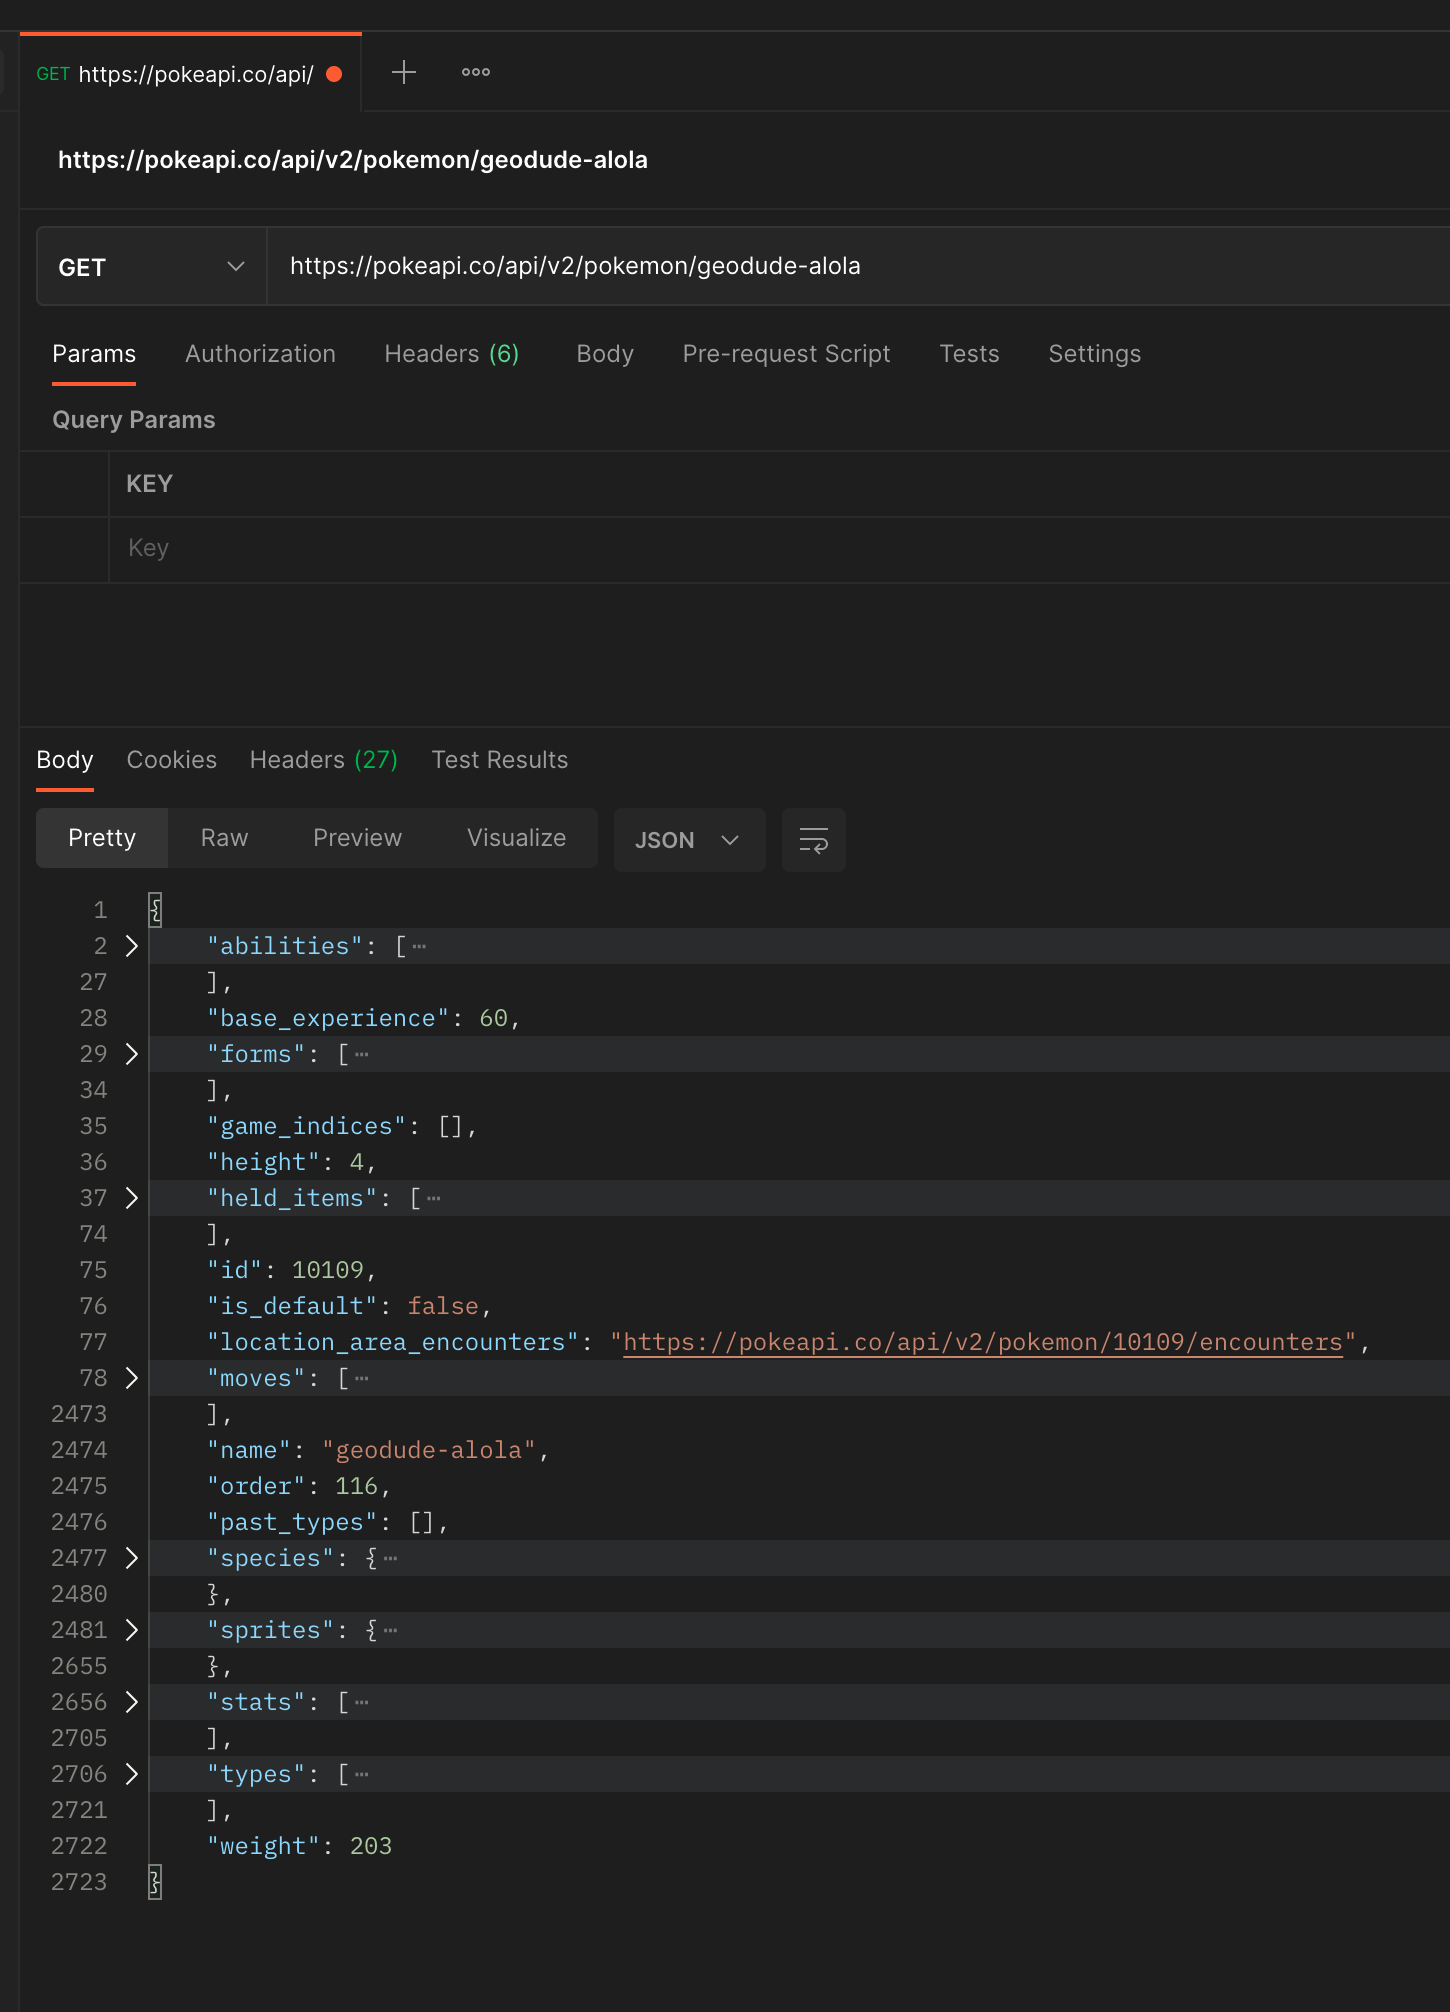 GET https://pokeapi.co/api/
https://pokeapi.co/api/v2/pokemon/geodude-alola
GET https://pokeapi.co/api/v2/pokemon/geodude-alola
Params Authorization Headers (6) Body Pre-request Script Tests Settings
Query Params
KEY
Key
Body Cookies Headers (27) Test Results
Pretty Raw Preview Visualize JSON
1 {
2 "abilities": [⋯
27 ],
28 "base_experience": 60,
29 "forms": [⋯
34 ],
35 "game_indices": [],
36 "height": 4,
37 "held_items": [⋯
74 ],
75 "id": 10109,
76 "is_default": false,
77 "location_area_encounters": "https://pokeapi.co/api/v2/pokemon/10109/encounters",
78 "moves": [⋯
2473 ],
2474 "name": "geodude-alola",
2475 "order": 116,
2476 "past_types": [],
2477 "species": {⋯
2480 },
2481 "sprites": {⋯
2655 },
2656 "stats": [⋯
2705 ],
2706 "types": [⋯
2721 ],
2722 "weight": 203
2723 }